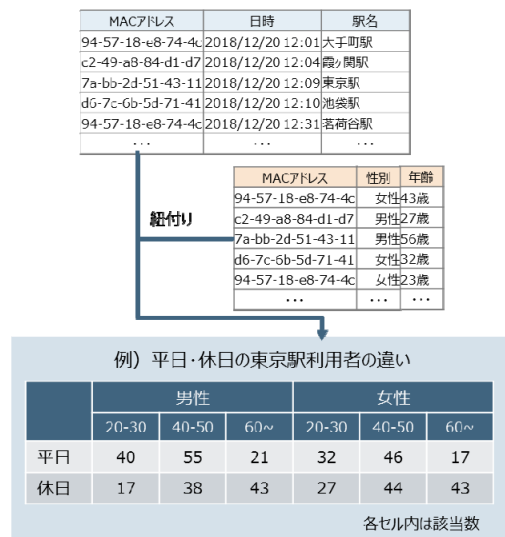 MACアドレス 日時 駅名
94-57-18-e8-74-4c 2018/12/20 12:01 大手町駅
c2-49-a8-84-d1-d7 2018/12/20 12:04 霞ヶ関駅
7a-bb-2d-51-43-11 2018/12/20 12:09 東京駅
d6-7c-6b-5d-71-41 2018/12/20 12:10 池袋駅
94-57-18-e8-74-4c 2018/12/20 12:31 茗荷谷駅
... ... ...
MACアドレス 性別 年齢
94-57-18-e8-74-4c 女性 43歳
c2-49-a8-84-d1-d7 男性 27歳
7a-bb-2d-51-43-11 男性 56歳
d6-7c-6b-5d-71-41 女性 32歳
94-57-18-e8-74-4c 女性 23歳
... ... ...
紐付け
例）平日・休日の東京駅利用者の違い
男性 女性
20-30 40-50 60~ 20-30 40-50 60~
平日 40 55 21 32 46 17
休日 17 38 43 27 44 43
各セル内は該当数